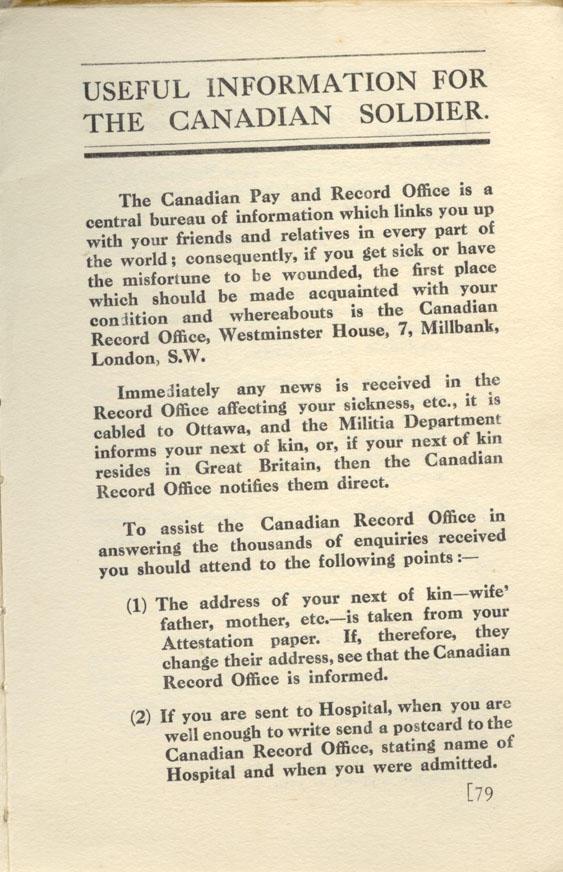 USEFUL INFORMATION FOR
THE CANADIAN SOLDIER.
The Canadian Pay and Record Office is a
central bureau of information which links you up
with your friends and relatives in every part of
the world; consequently, if you get sick or have
the misfortune to be wounded, the first place
which should be made acquainted with your
condition and whereabouts is the Canadian
Record Office, Westminster House, 7, Millbank,
London, S.W.
Immediately any news is received in the
Record Office affecting your sickness, etc., it is
cabled to Ottawa, and the Militia Department
informs your next of kin, or, if your next of kin
resides in Great Britain, then the Canadian
Record Office notifies them direct.
To assist the Canadian Record Office in
answering the thousands of enquiries received
you should attend to the following points:—
(1) The address of your next of kin—wife'
father, mother, etc.—is taken from your
Attestation paper. If, therefore, they
change their address, see that the Canadian
Record Office is informed.
(2) If you are sent to Hospital, when you are
well enough to write send a postcard to the
Canadian Record Office, stating name of
Hospital and when you were admitted.
[79